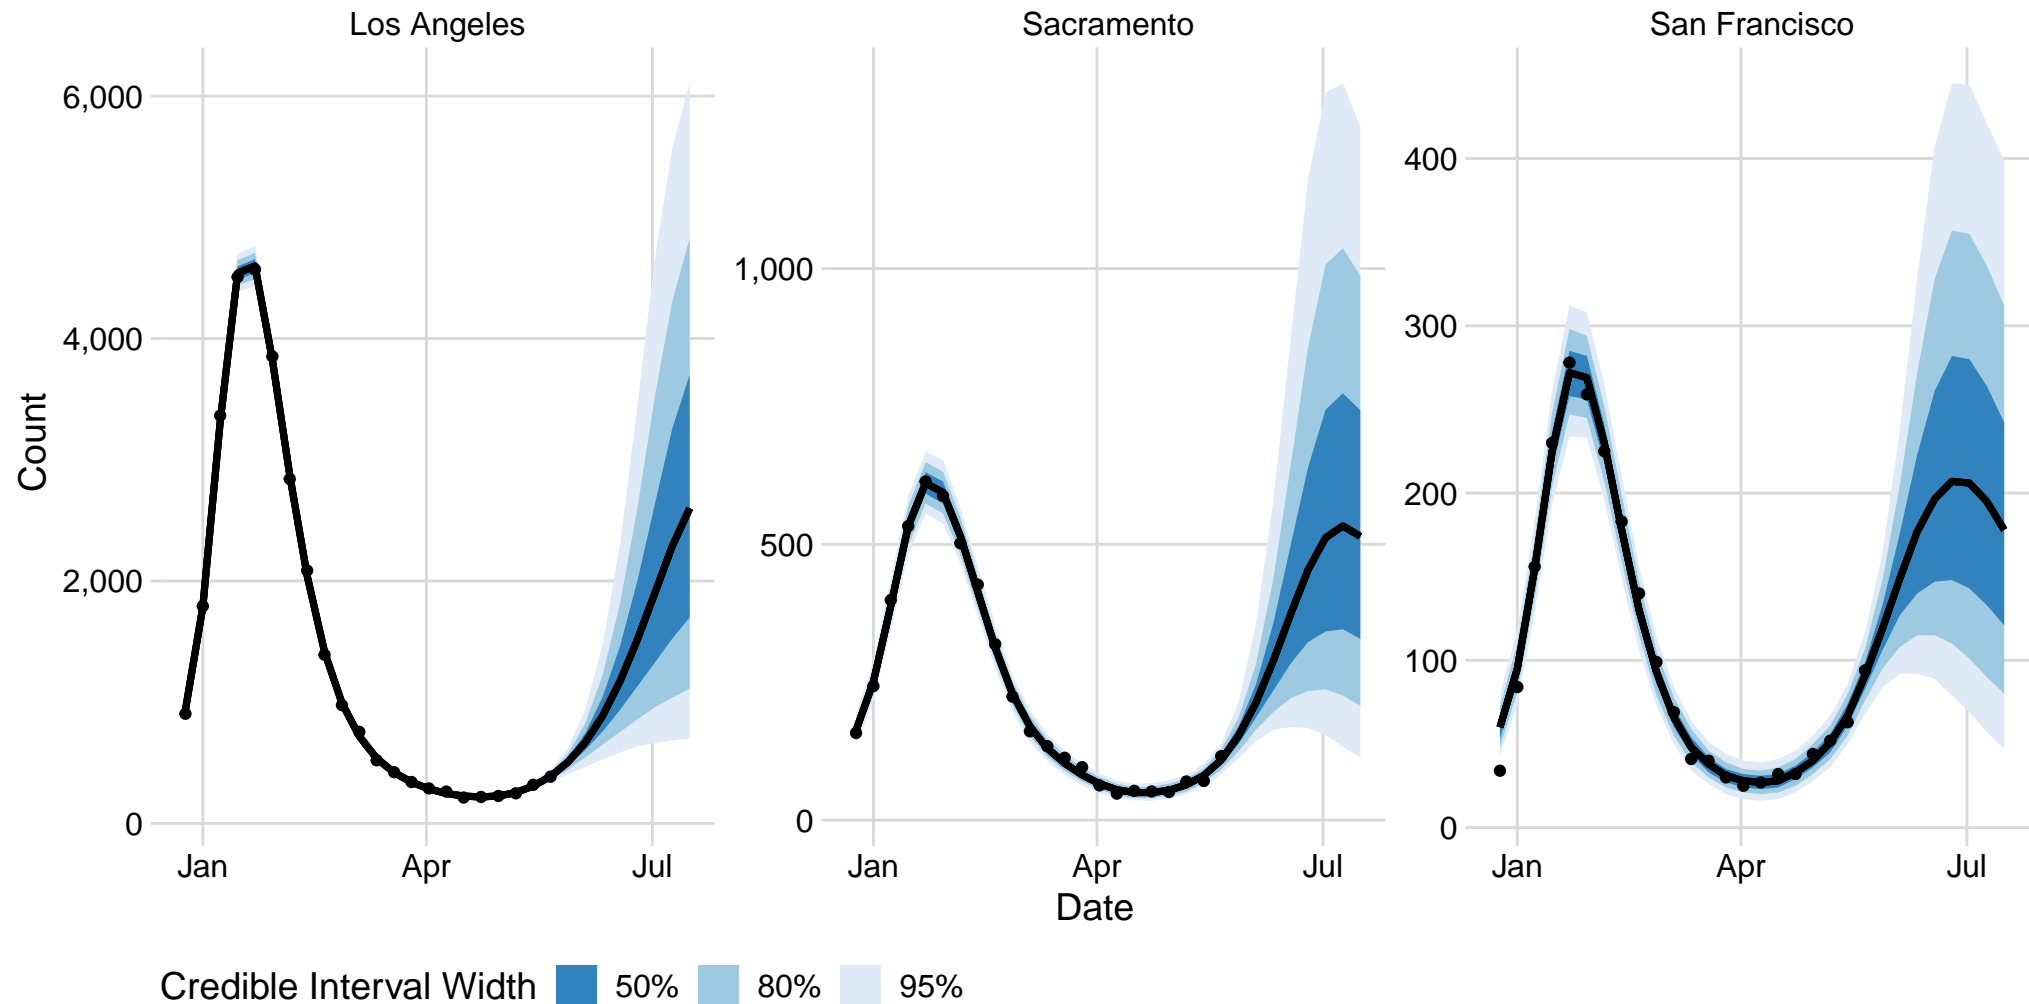 Los Angeles
Sacramento
San Francisco
Count
6,000
4,000
2,000
0
Jan
Apr
Jul
1,000
500
0
Jan
Apr
Jul
400
300
200
100
0
Jan
Apr
Jul
Date
Credible Interval Width 50% 80% 95%